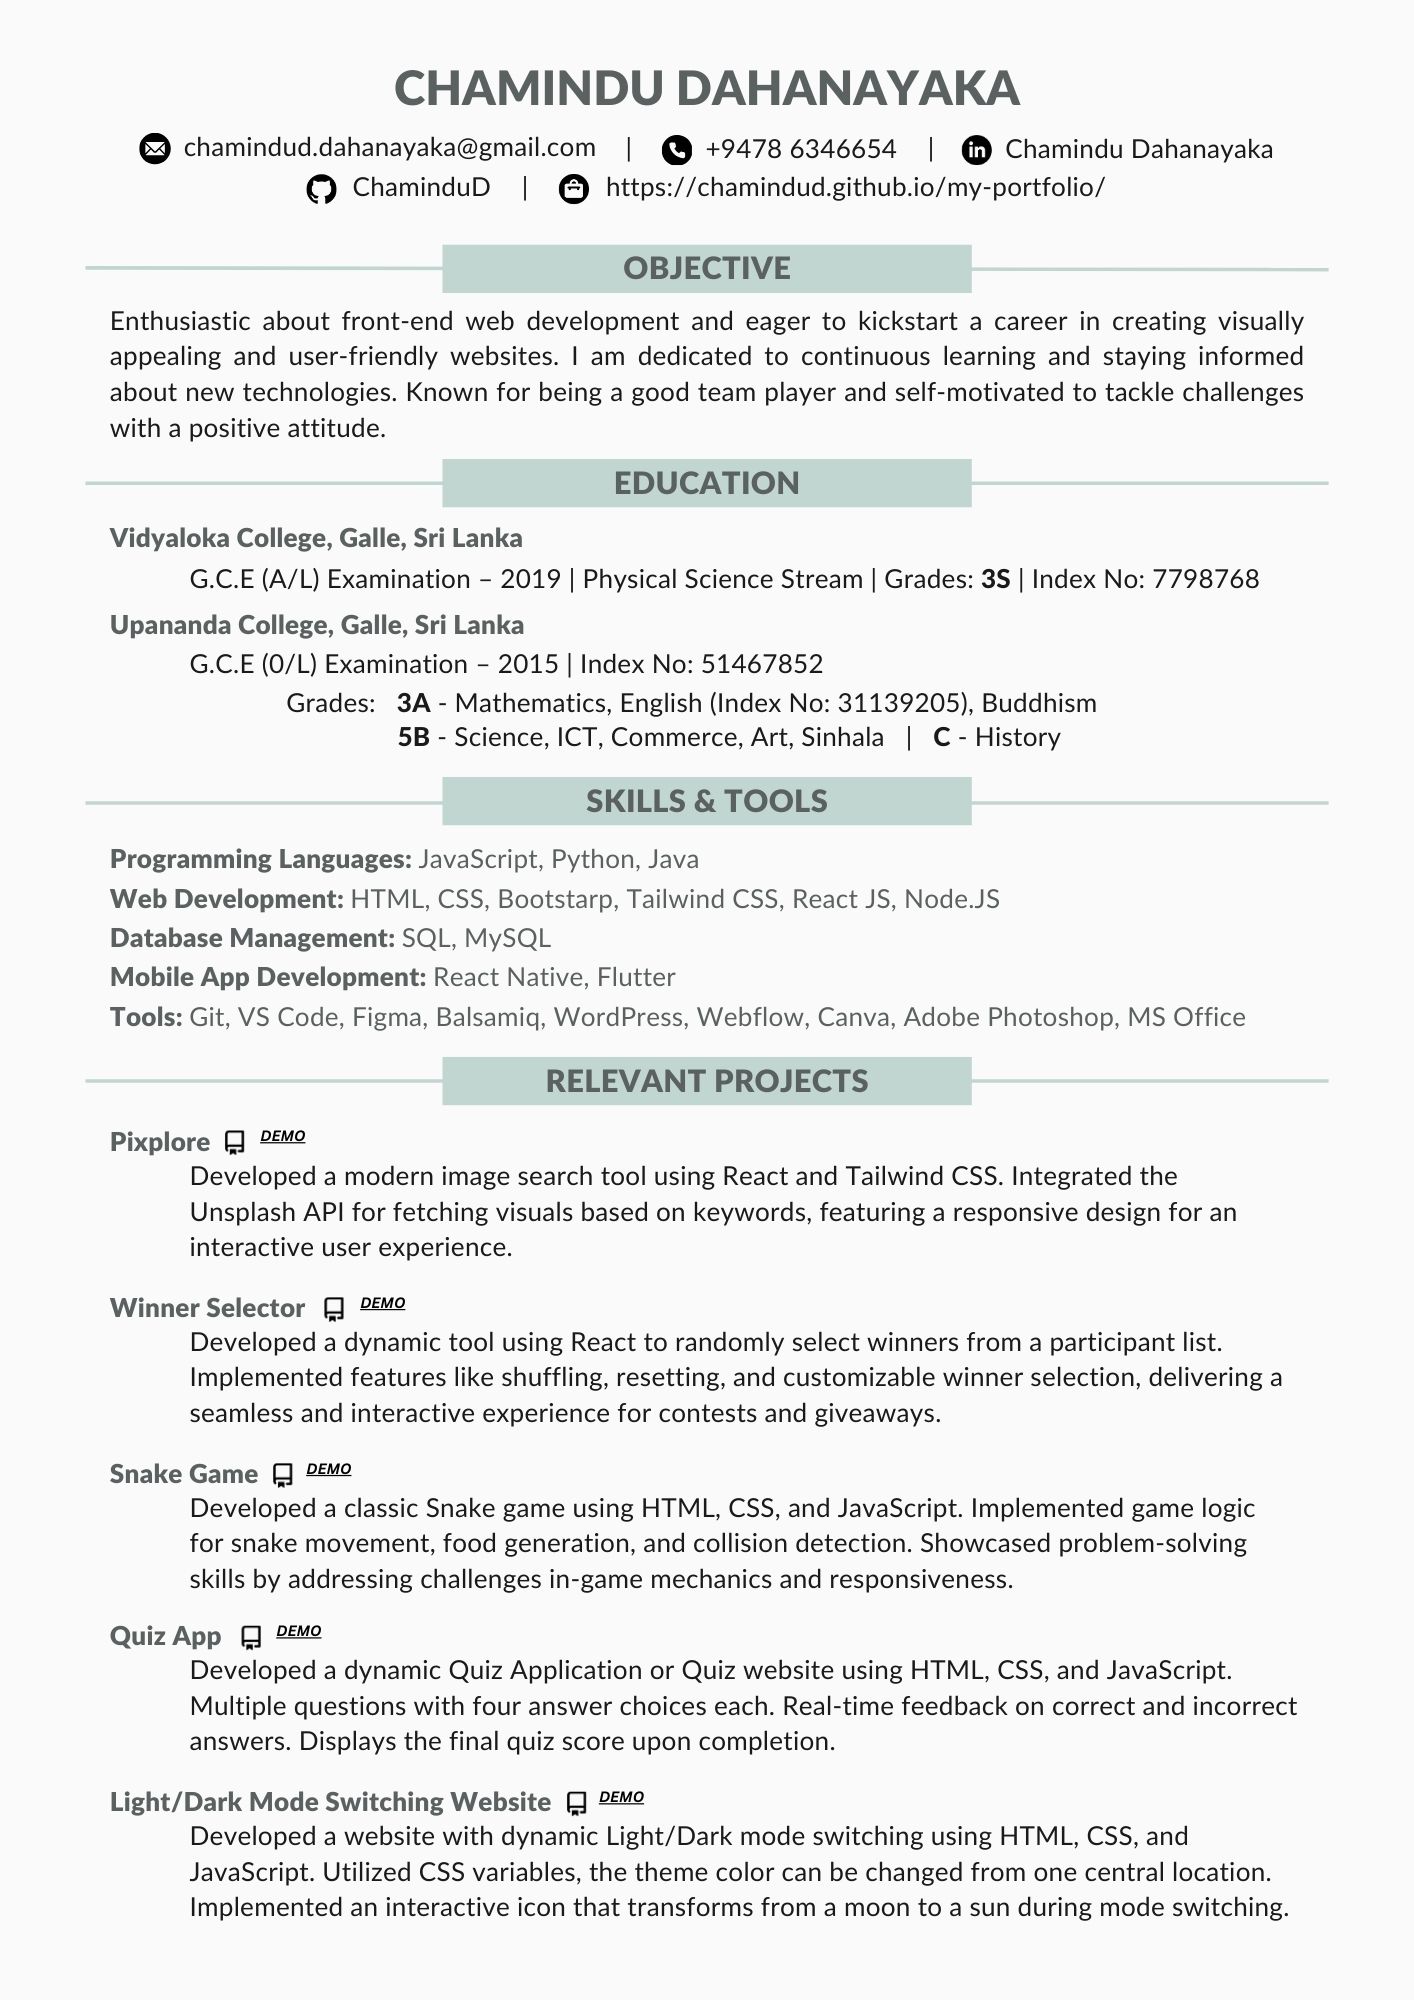 CHAMINDU DAHANAYAKA
chamindud.dahanayaka@gmail.com | +9478 6346654 | Chamindu Dahanayaka
ChaminduD | https://chamindud.github.io/my-portfolio/
OBJECTIVE
Enthusiastic about front-end web development and eager to kickstart a career in creating visually
appealing and user-friendly websites. I am dedicated to continuous learning and staying informed
about new technologies. Known for being a good team player and self-motivated to tackle challenges
with a positive attitude.
EDUCATION
Vidyaloka College, Galle, Sri Lanka
G.C.E (A/L) Examination – 2019 | Physical Science Stream | Grades: 3S | Index No: 7798768
Upananda College, Galle, Sri Lanka
G.C.E (0/L) Examination – 2015 | Index No: 51467852
Grades: 3A - Mathematics, English (Index No: 31139205), Buddhism
5B - Science, ICT, Commerce, Art, Sinhala | C - History
SKILLS & TOOLS
Programming Languages: JavaScript, Python, Java
Web Development: HTML, CSS, Bootstarp, Tailwind CSS, React JS, Node.JS
Database Management: SQL, MySQL
Mobile App Development: React Native, Flutter
Tools: Git, VS Code, Figma, Balsamiq, WordPress, Webflow, Canva, Adobe Photoshop, MS Office
RELEVANT PROJECTS
Pixplore DEMO
Developed a modern image search tool using React and Tailwind CSS. Integrated the
Unsplash API for fetching visuals based on keywords, featuring a responsive design for an
interactive user experience.
Winner Selector DEMO
Developed a dynamic tool using React to randomly select winners from a participant list.
Implemented features like shuffling, resetting, and customizable winner selection, delivering a
seamless and interactive experience for contests and giveaways.
Snake Game DEMO
Developed a classic Snake game using HTML, CSS, and JavaScript. Implemented game logic
for snake movement, food generation, and collision detection. Showcased problem-solving
skills by addressing challenges in-game mechanics and responsiveness.
Quiz App DEMO
Developed a dynamic Quiz Application or Quiz website using HTML, CSS, and JavaScript.
Multiple questions with four answer choices each. Real-time feedback on correct and incorrect
answers. Displays the final quiz score upon completion.
Light/Dark Mode Switching Website DEMO
Developed a website with dynamic Light/Dark mode switching using HTML, CSS, and
JavaScript. Utilized CSS variables, the theme color can be changed from one central location.
Implemented an interactive icon that transforms from a moon to a sun during mode switching.